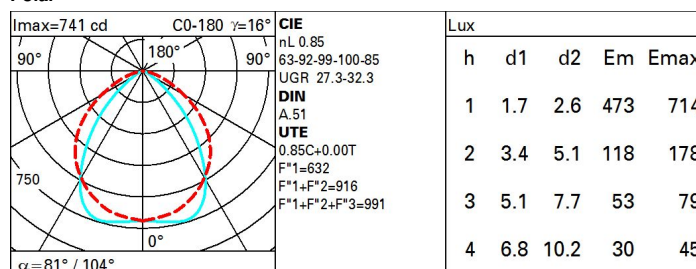 Imax=741 cd C0-180 γ=16°
90° 180° 90°
750
0°
α=81° / 104°
CIE
nL 0.85
63-92-99-100-85
UGR 27.3-32.3
DIN
A.51
UTE
0.85C+0.00T
F"1=632
F"1+F"2=916
F"1+F"2+F"3=991
Lux
h d1 d2 Em Emax
1 1.7 2.6 473 714
2 3.4 5.1 118 178
3 5.1 7.7 53 79
4 6.8 10.2 30 45